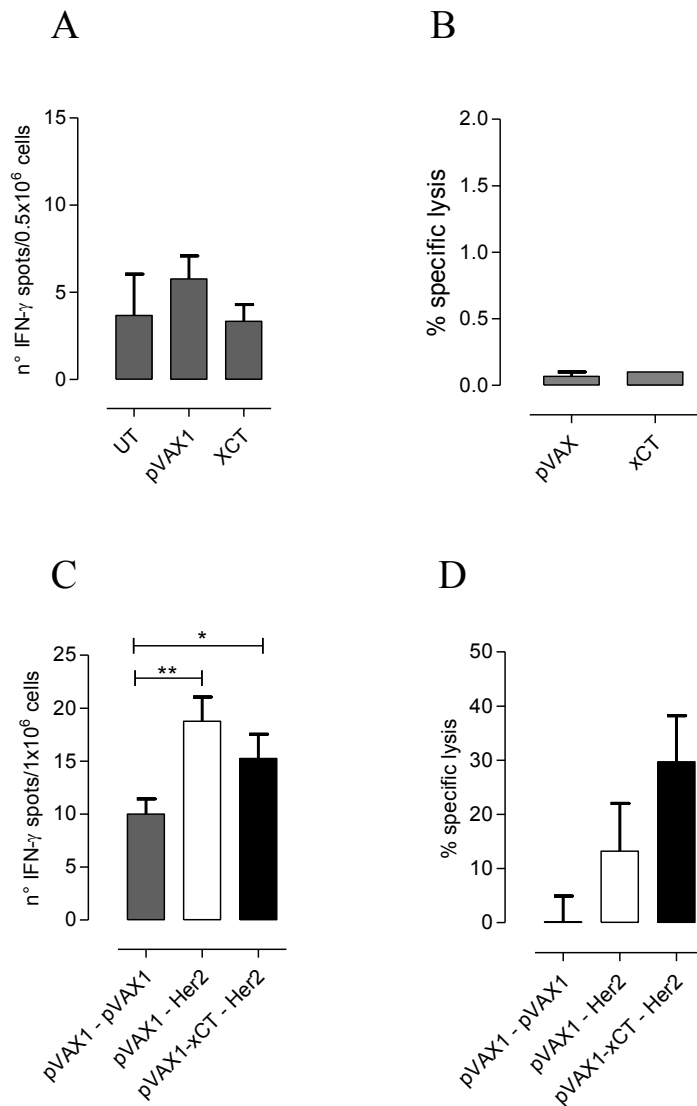 A
n° IFN-γ spots/0.5x10⁶ cells
15
10
5
0
UT
pVAX1
XCT
B
% specific lysis
2.0
1.5
1.0
0.5
0.0
pVAX
xCT
C
n° IFN-γ spots/1x10⁶ cells
25
20
15
10
5
0
*
**
pVAX1 - pVAX1
pVAX1 - Her2
pVAX1-xCT - Her2
D
% specific lysis
50
40
30
20
10
0
pVAX1 - pVAX1
pVAX1 - Her2
pVAX1-xCT - Her2